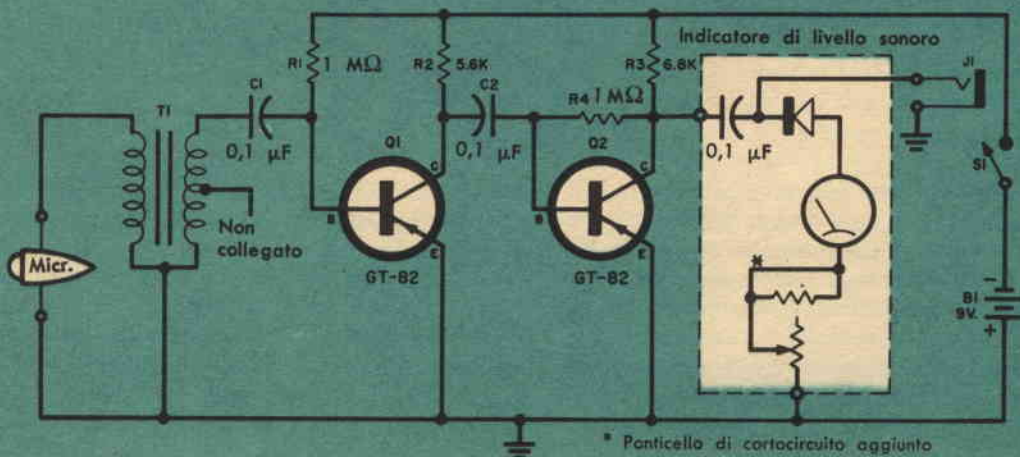 Indicatore di livello sonoro
J1
R1 1 MΩ
R2 5.6K
R3 6.8K
T1
C1
0,1 µF
C2
0,1 µF
R4 1 MΩ
0,1 µF
Q1
Q2
C
C
B
B
E
E
GT-82
GT-82
S1
Non
collegato
Micr.
*
-
B1
9V.
+
* Ponticello di cortocircuito aggiunto